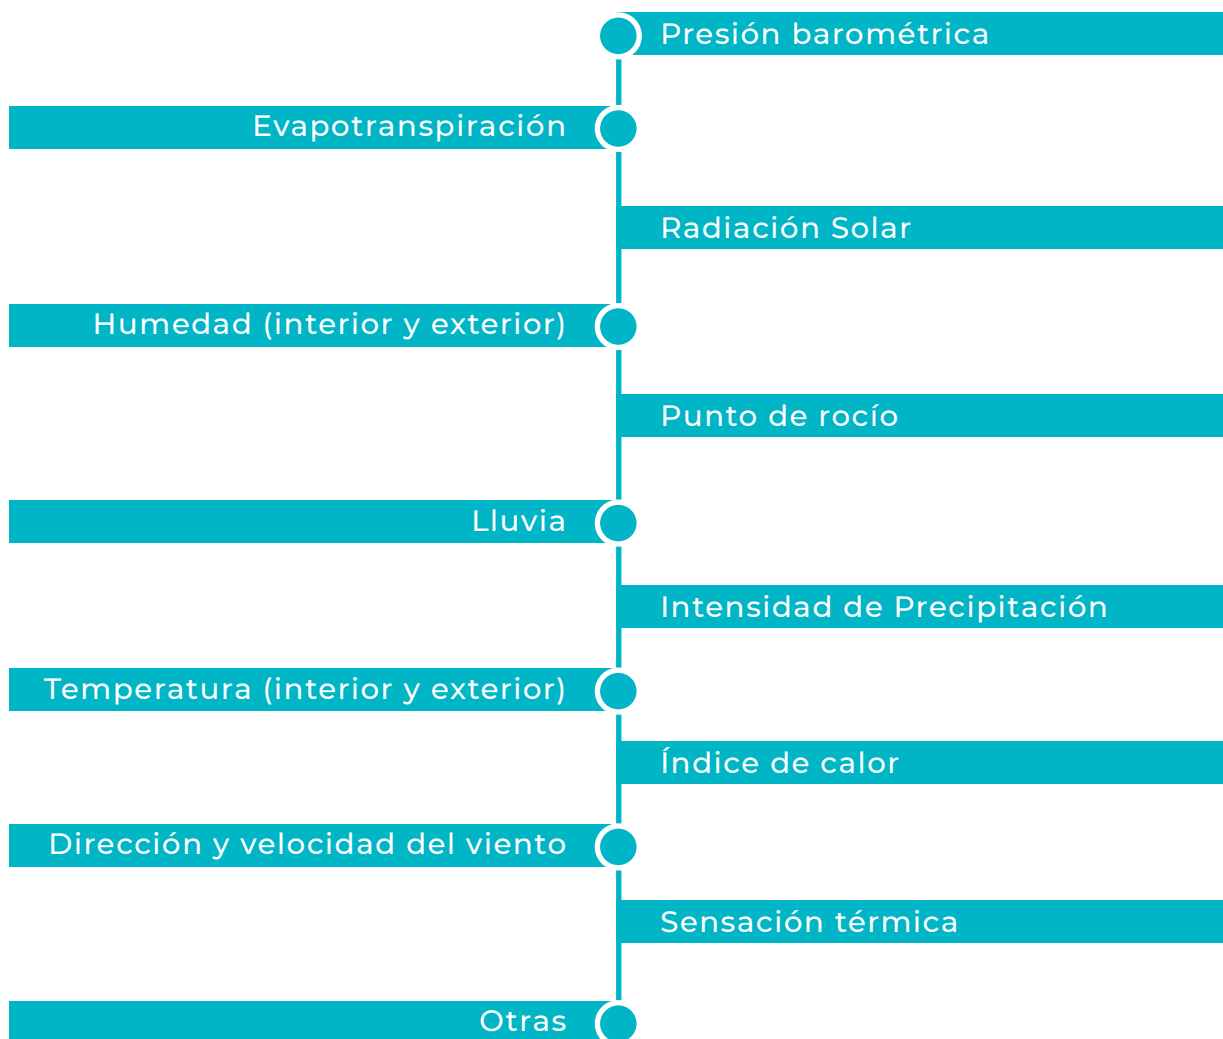 Presión barométrica
Evapotranspiración
Radiación Solar
Humedad (interior y exterior)
Punto de rocío
Lluvia
Intensidad de Precipitación
Temperatura (interior y exterior)
Índice de calor
Dirección y velocidad del viento
Sensación térmica
Otras